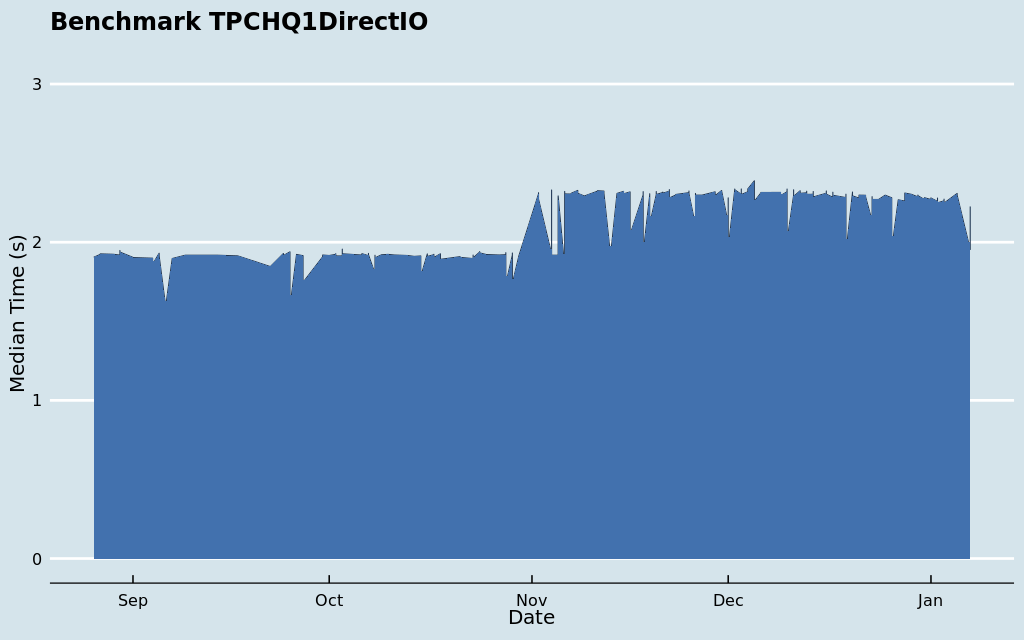 Benchmark TPCHQ1DirectIO
3
2
1
0
Median Time (s)
Sep Oct Nov Dec Jan
Date